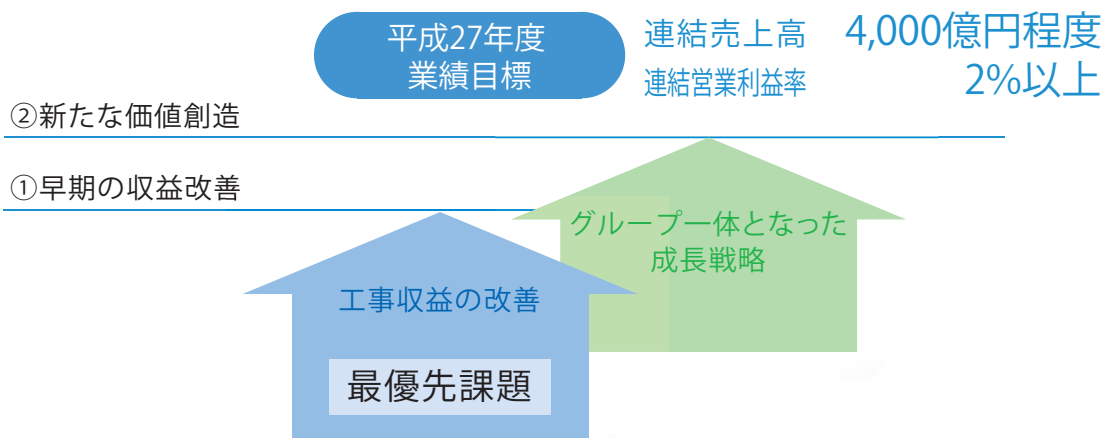 平成27年度
業績目標
連結売上高 4,000億円程度
連結営業利益率 2%以上
②新たな価値創造
①早期の収益改善
グループ一体となった
成長戦略
工事収益の改善
最優先課題